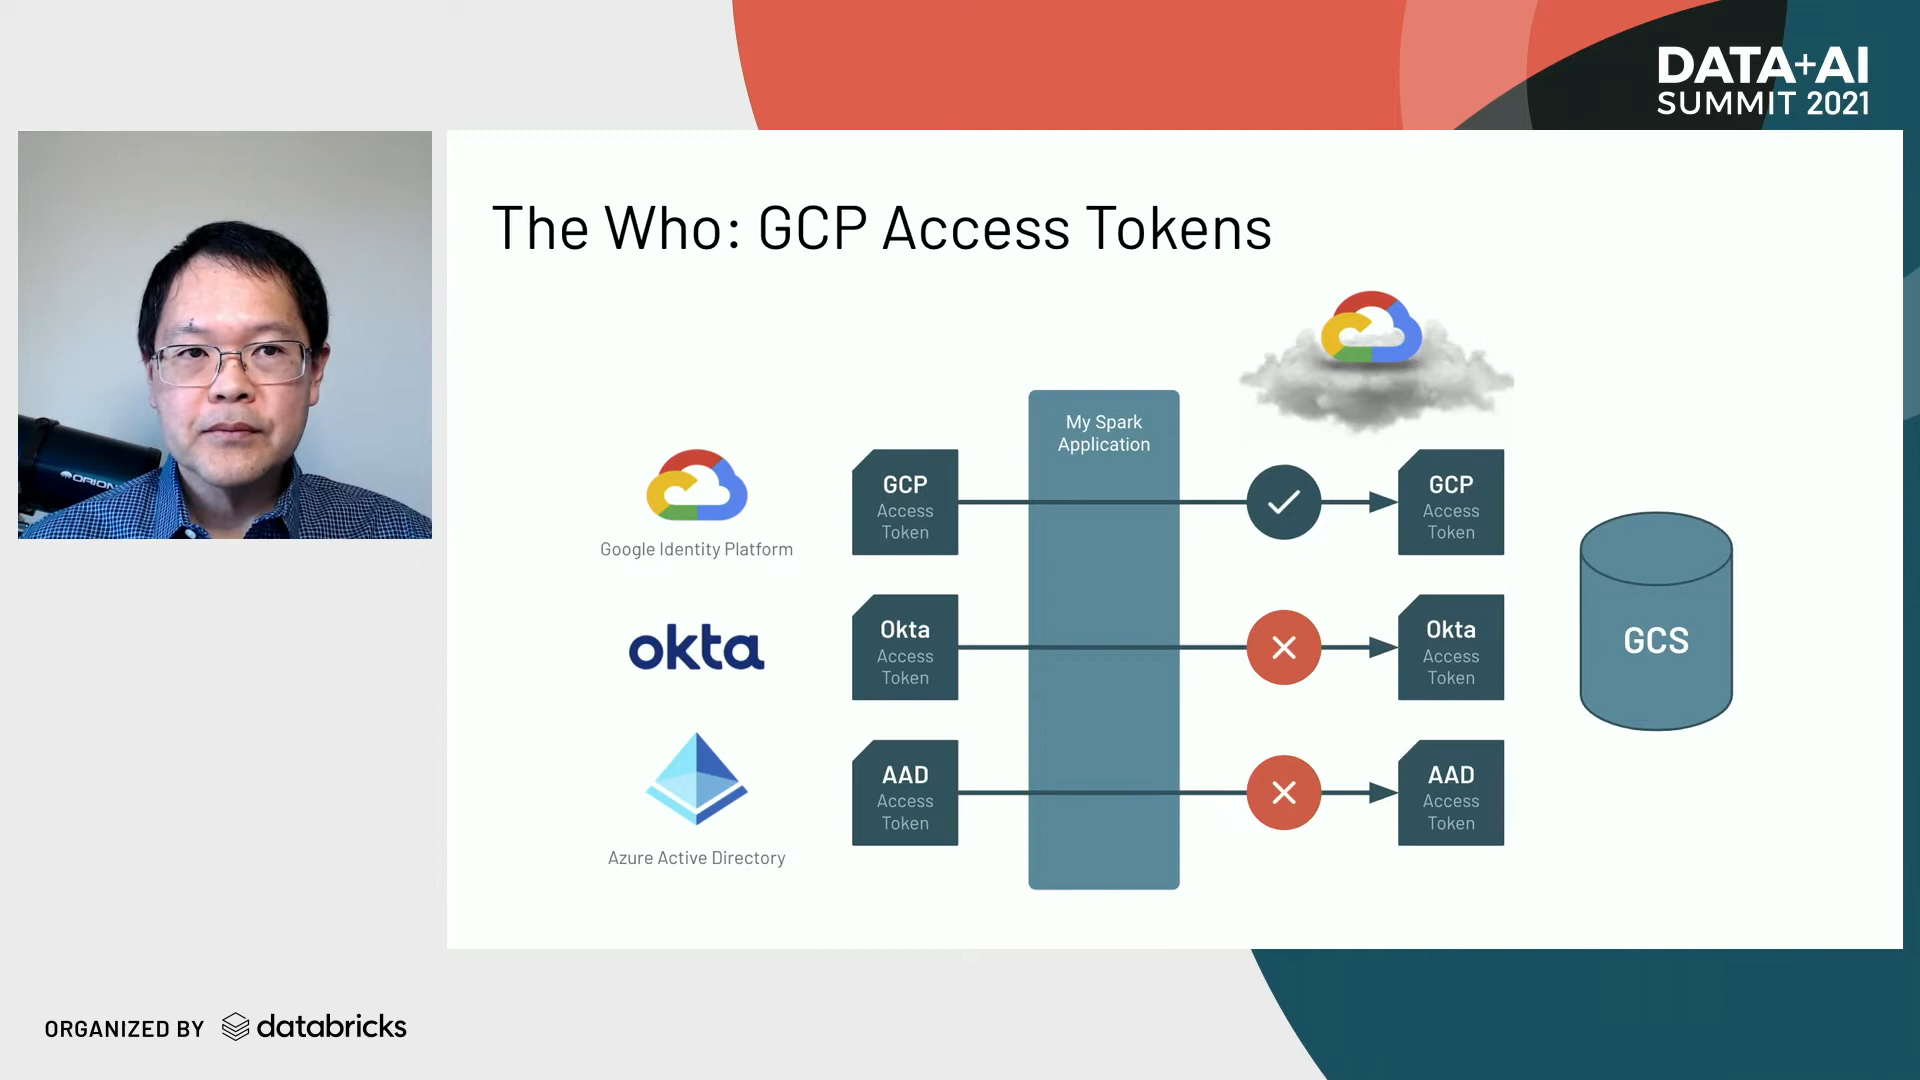 DATA+AI
SUMMIT 2021
The Who: GCP Access Tokens
My Spark
Application
GCP
Access
Token
GCP
Access
Token
Google Identity Platform
okta
Okta
Access
Token
Okta
Access
Token
GCS
AAD
Access
Token
AAD
Access
Token
Azure Active Directory
ORION
ORGANIZED BY databricks